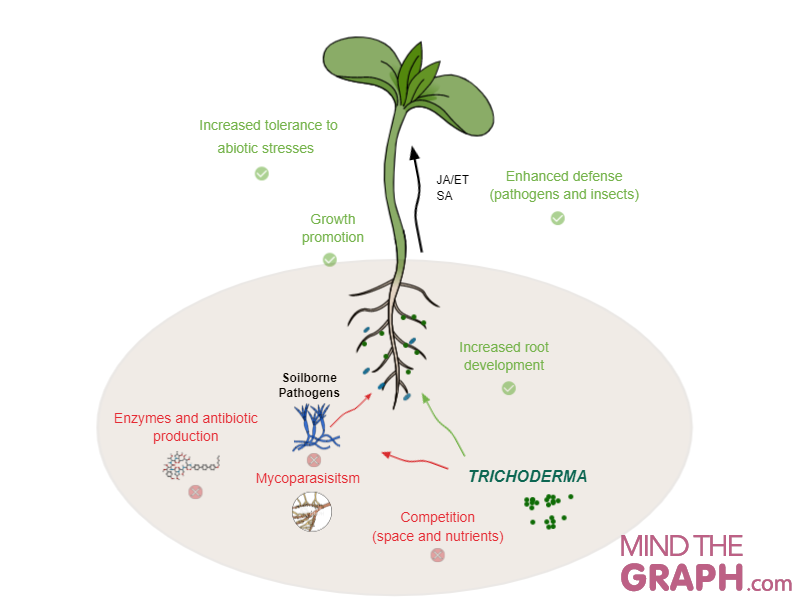 Increased tolerance to
abiotic stresses
JA/ET
SA
Enhanced defense
(pathogens and insects)
Growth
promotion
Increased root
development
Soilborne
Pathogens
Enzymes and antibiotic
production
Mycoparasisitsm
TRICHODERMA
Competition
(space and nutrients)
MIND THE
GRAPH.com